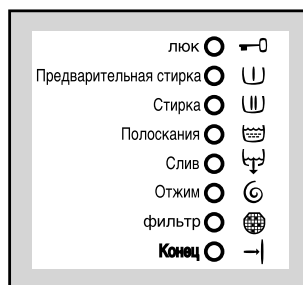 люк
Предварительная стирка
Стирка
Полоскания
Слив
Отжим
фильтр
Конец